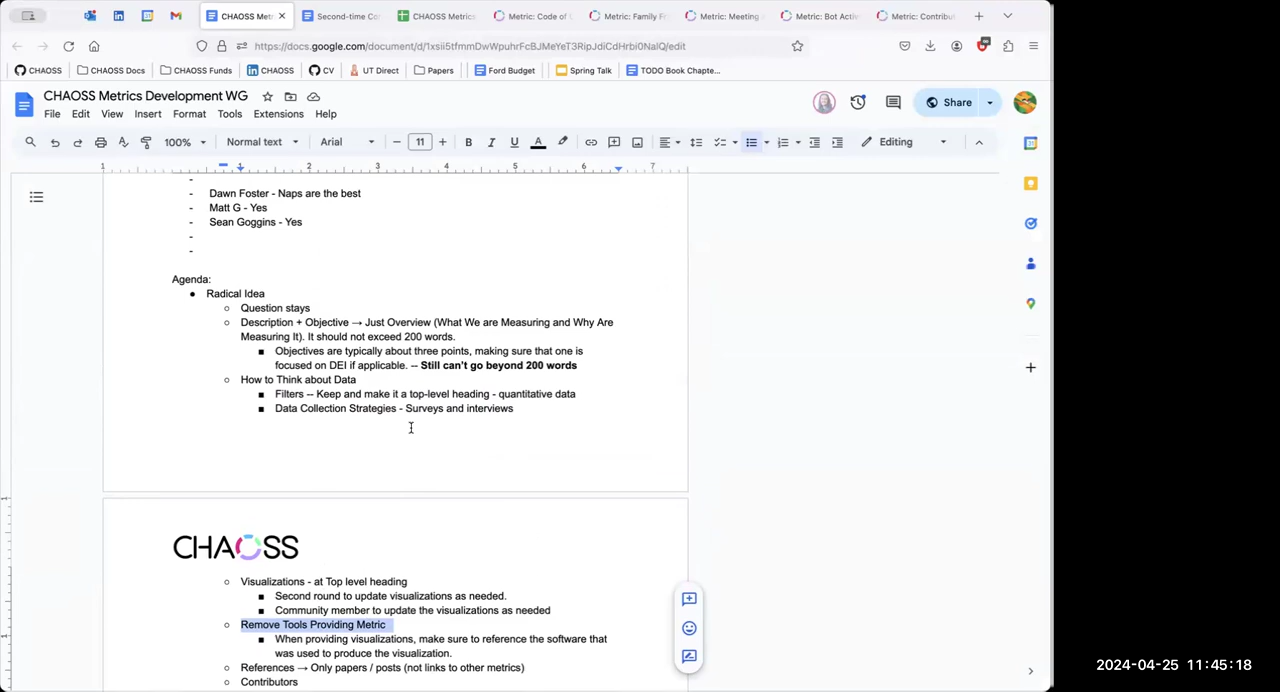 CHAOSS Metr
Second-time Co
CHAOSS Metrics
Metric: Code of
Metric: Family Fr
Metric: Meeting
Metric: Bot Activ
Metric: Contribut
https://docs.google.com/document/d/1xsii5tfmmDwWpuhrFcBJMeYeT3RipJdiCdHrbi0NaIQ/edit
CHAOSS
CHAOSS Docs
CHAOSS Funds
CHAOSS
CV
UT Direct
Papers
Ford Budget
Spring Talk
TODO Book Chapte...
CHAOSS Metrics Development WG
File Edit View Insert Format Tools Extensions Help
Share
100% Normal text Arial 11 B I U A Editing
1 1 2 3 4 5 6 7
- 
- Dawn Foster - Naps are the best
- Matt G - Yes
- Sean Goggins - Yes
-
-
Agenda:
● Radical Idea
○ Question stays
○ Description + Objective → Just Overview (What We are Measuring and Why Are
Measuring It). It should not exceed 200 words.
■ Objectives are typically about three points, making sure that one is
focused on DEI if applicable. -- Still can't go beyond 200 words
○ How to Think about Data
■ Filters -- Keep and make it a top-level heading - quantitative data
■ Data Collection Strategies - Surveys and interviews
CHAOSS
○ Visualizations - at Top level heading
■ Second round to update visualizations as needed.
■ Community member to update the visualizations as needed
○ Remove Tools Providing Metric
■ When providing visualizations, make sure to reference the software that
was used to produce the visualization.
○ References → Only papers / posts (not links to other metrics)
○ Contributors
2024-04-25 11:45:18